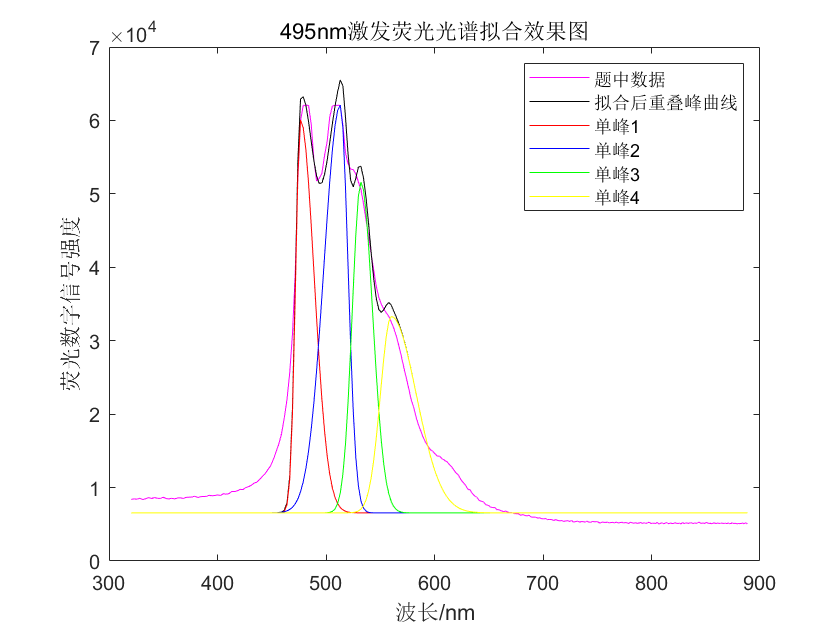 495nm激发荧光光谱拟合效果图
×10⁴
7
6
5
4
3
2
1
0
荧光数字信号强度
题中数据
拟合后重叠峰曲线
单峰1
单峰2
单峰3
单峰4
300 400 500 600 700 800 900
波长/nm